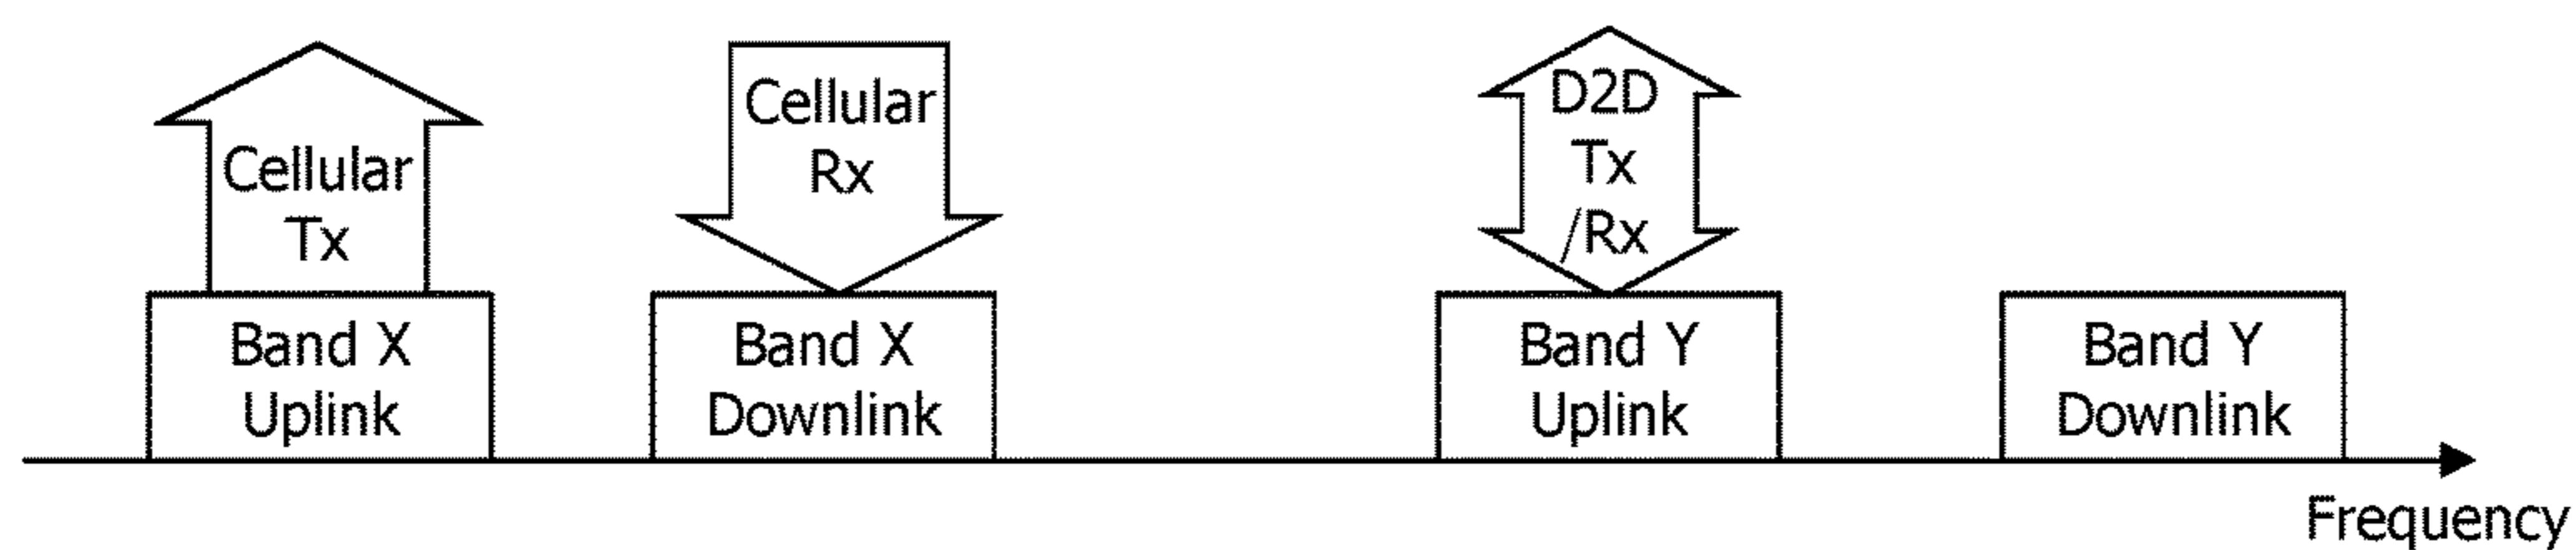 Cellular
Tx
Cellular
Rx
D2D
Tx
/Rx
Band X
Uplink
Band X
Downlink
Band Y
Uplink
Band Y
Downlink
Frequency